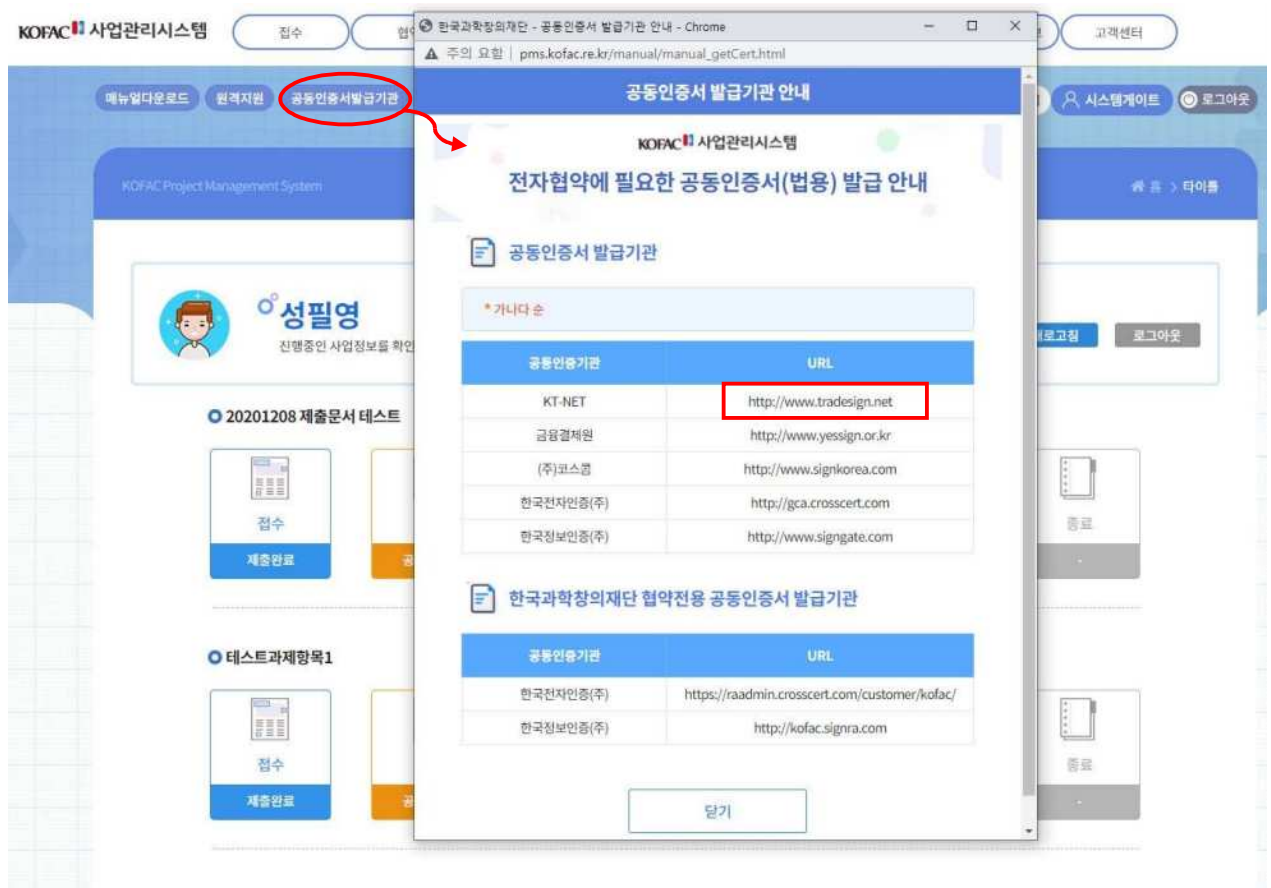 KOFAC 사업관리시스템
접수
고객센터
한국과학창의재단 - 공동인증서 발급기관 안내 - Chrome
주의 요함 | pms.kofac.re.kr/manual/manual_getCert.html
매뉴얼다운로드
원격지원
공동인증서발급기관
시스템게이트
로그아웃
공동인증서 발급기관 안내
KOFAC 사업관리시스템
전자협약에 필요한 공동인증서(법용) 발급 안내
KOFAC Project Management System
홈 > 타이틀
공동인증서 발급기관
* 가나다 순
성필영
진행중인 사업정보를 확인
로그아웃
공동인증기관 URL
KT-NET http://www.tradesign.net
금융결제원 http://www.yessign.or.kr
(주)코스콤 http://www.signkorea.com
한국전자인증(주) http://gca.crosscert.com
한국정보인증(주) http://www.signgate.com
20201208 제출문서 테스트
접수
제출완료
종료
-
한국과학창의재단 협약전용 공동인증서 발급기관
공동인증기관 URL
한국전자인증(주) https://raadmin.crosscert.com/customer/kofac/
한국정보인증(주) http://kofac.signra.com
테스트과제항목1
접수
제출완료
종료
-
닫기